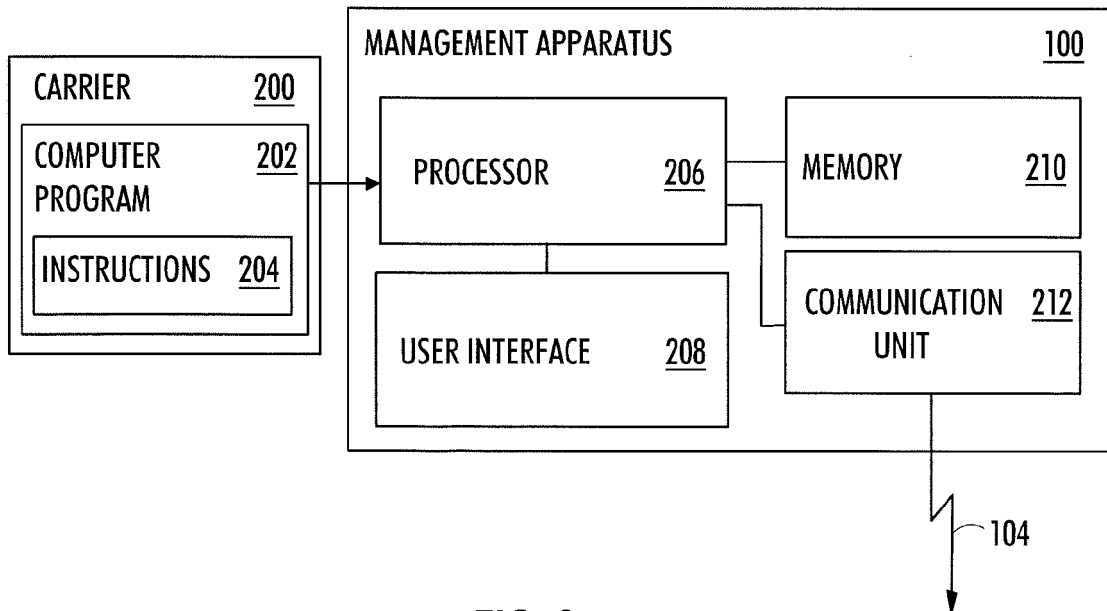 MANAGEMENT APPARATUS 100
CARRIER 200
COMPUTER PROGRAM 202
INSTRUCTIONS 204
PROCESSOR 206
MEMORY 210
USER INTERFACE 208
COMMUNICATION UNIT 212
104